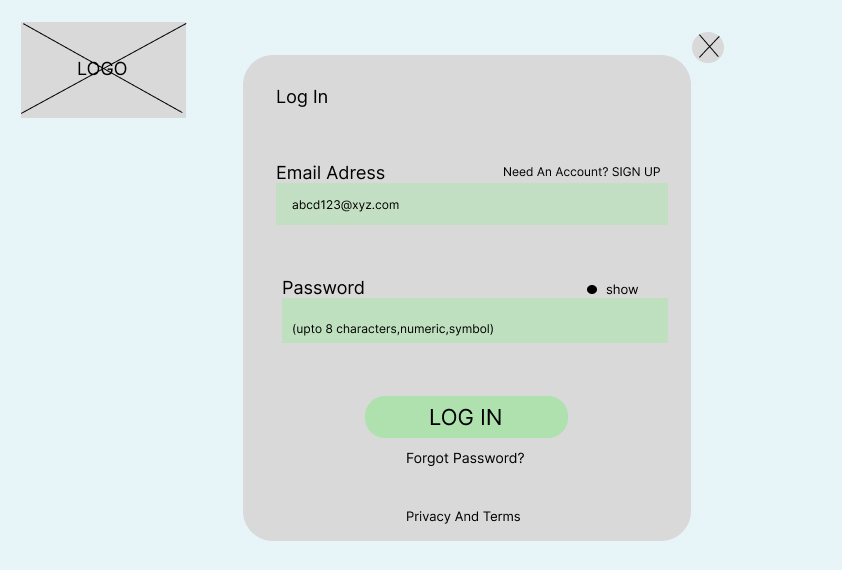 LOGO
Log In
Email Adress
Need An Account? SIGN UP
abcd123@xyz.com
Password
show
(upto 8 characters,numeric,symbol)
LOG IN
Forgot Password?
Privacy And Terms